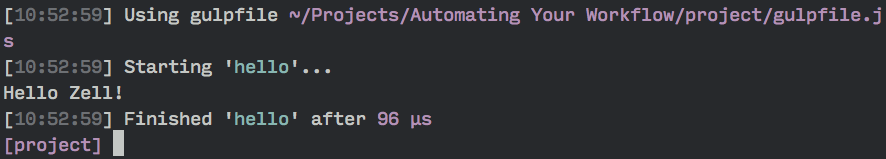 [10:52:59] Using gulpfile ~/Projects/Automating Your Workflow/project/gulpfile.j
s
[10:52:59] Starting 'hello'...
Hello Zell!
[10:52:59] Finished 'hello' after 96 μs
[project]